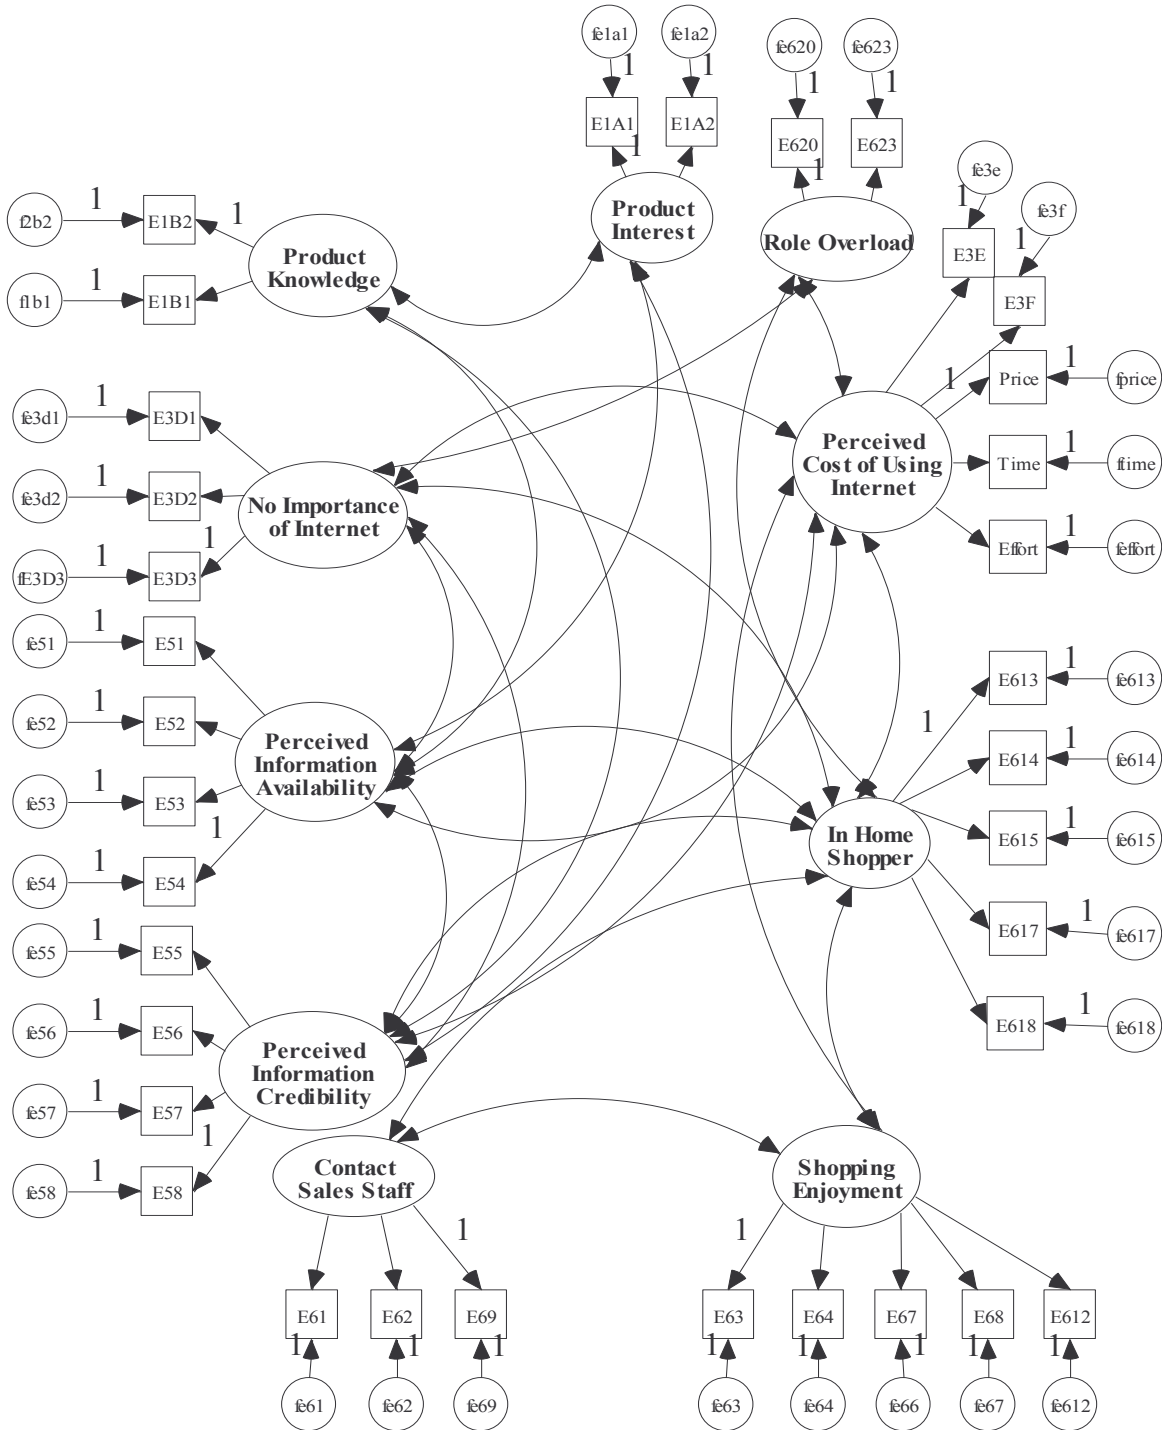 fe1a1
fe1a2
fe620
fe623
1
1
1
1
E1A1
E1A2
E620
E623
1
1
fe3e
1
fe3f
1
f2b2
1
E1B2
1
Product
Knowledge
Product
Interest
Role Overload
E3E
E3F
f1b1
1
E1B1
1
Price
1
fprice
fe3d1
1
E3D1
Perceived
Cost of Using
Internet
Time
1
ftime
fe3d2
1
E3D2
No Importance
of Internet
1
Effort
1
feffort
fE3D3
1
E3D3
fe51
1
E51
E613
1
fe613
fe52
1
E52
Perceived
Information
Availability
1
E614
1
fe614
fe53
1
E53
1
In Home
Shopper
E615
1
fe615
fe54
1
E54
E617
1
fe617
fe55
1
E55
fe56
1
E56
Perceived
Information
Credibility
E618
1
fe618
fe57
1
E57
1
fe58
1
E58
Contact
Sales Staff
Shopping
Enjoyment
1
1
E61
E62
E69
E63
E64
E67
E68
E612
1
1
1
1
1
1
1
1
fe61
fe62
fe69
fe63
fe64
fe66
fe67
fe612